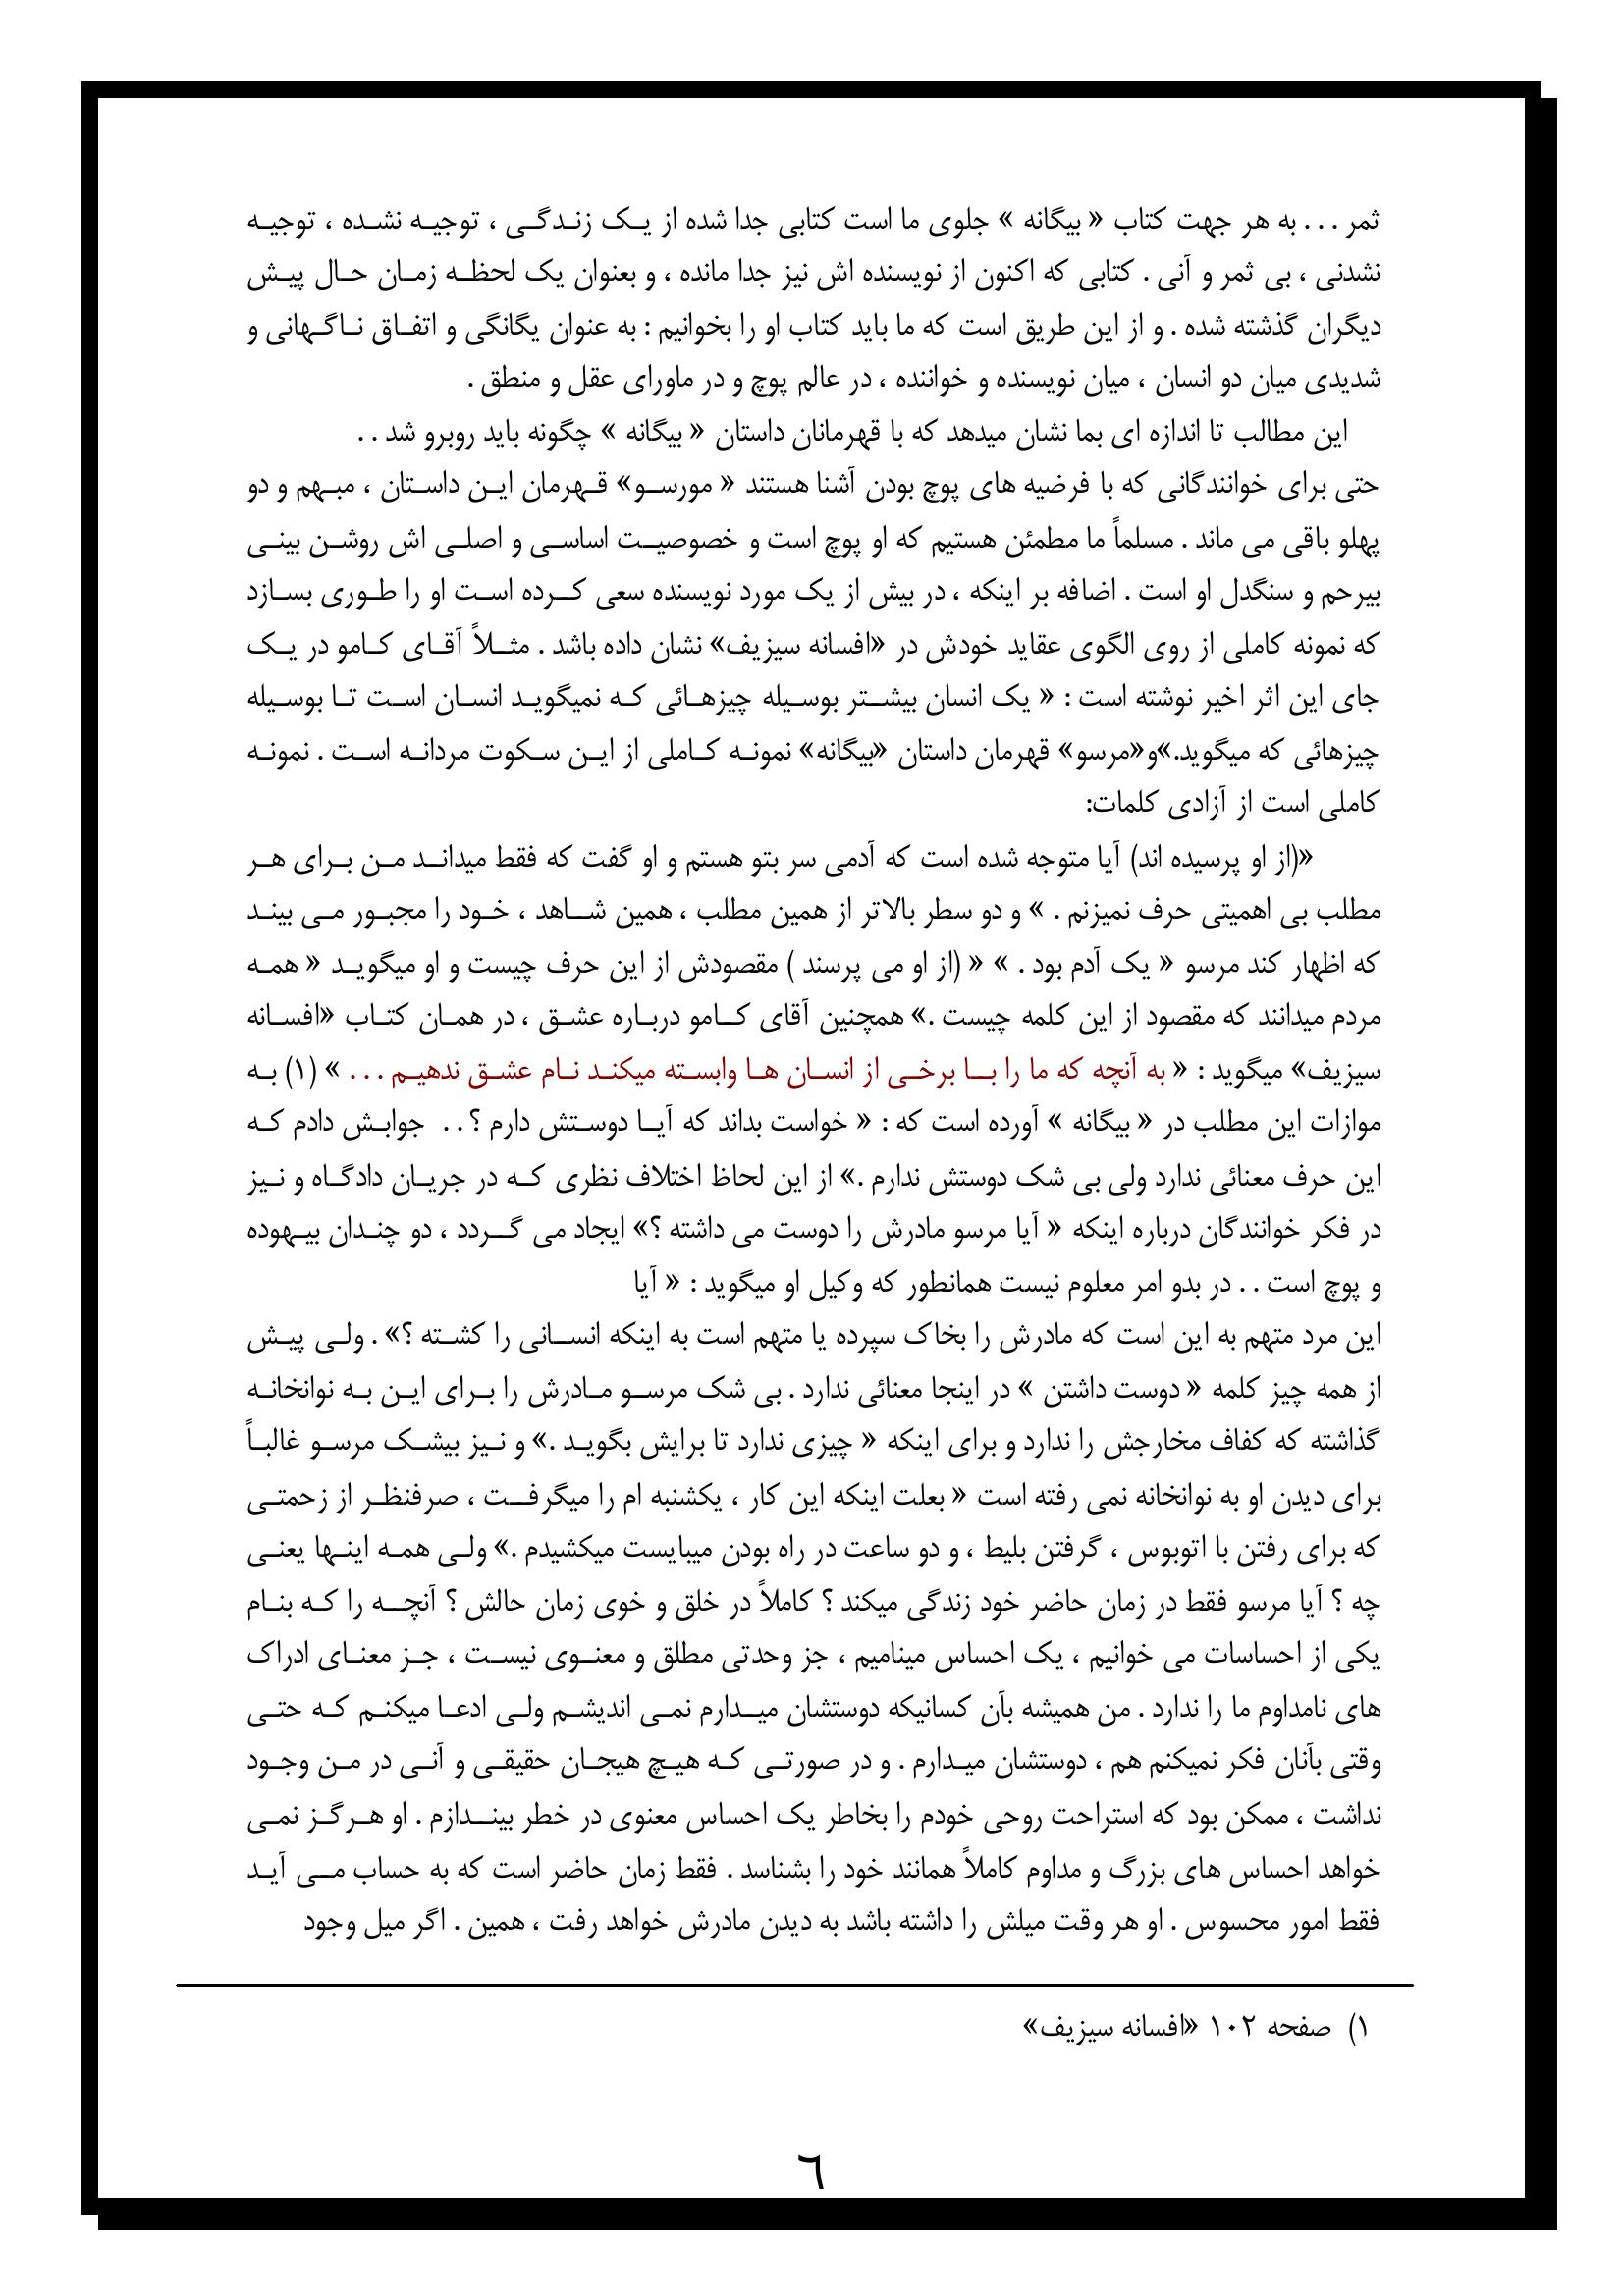 ثمر ... به هر جهت کتاب « بیگانه » جلوی ما است کتابی جدا شده از یک زندگی ، توجیه نشده ، توجیه
نشدنی ، بی ثمر و آنی . کتابی که اکنون از نویسنده اش نیز جدا مانده ، و بعنوان یک لحظه زمان حال پیش
دیگران گذشته شده . و از این طریق است که ما باید کتاب او را بخوانیم : به عنوان یگانگی و اتفاق ناگهانی و
شدیدی میان دو انسان ، میان نویسنده و خواننده ، در عالم پوچ و در ماورای عقل و منطق .
این مطالب تا اندازه ای بما نشان میدهد که با قهرمانان داستان « بیگانه » چگونه باید روبرو شد . .
حتی برای خوانندگانی که با فرضیه های پوچ بودن آشنا هستند « مورسو» قهرمان این داستان ، مبهم و دو
پهلو باقی می ماند . مسلماً ما مطمئن هستیم که او پوچ است و خصوصیت اساسی و اصلی اش روشن بینی
بیرحم و سنگدل او است . اضافه بر اینکه ، در بیش از یک مورد نویسنده سعی کرده است او را طوری بسازد
که نمونه کاملی از روی الگوی عقاید خودش در «افسانه سیزیف» نشان داده باشد . مثلاً آقای کامو در یک
جای این اثر اخیر نوشته است : « یک انسان بیشتر بوسیله چیزهائی که نمیگوید انسان است تا بوسیله
چیزهائی که میگوید.»و«مرسو» قهرمان داستان «بیگانه» نمونه کاملی از این سکوت مردانه است . نمونه
کاملی است از آزادی کلمات:
«(از او پرسیده اند) آیا متوجه شده است که آدمی سر بتو هستم و او گفت که فقط میداند من برای هر
مطلب بی اهمیتی حرف نمیزنم . » و دو سطر بالاتر از همین مطلب ، همین شاهد ، خود را مجبور می بیند
که اظهار کند مرسو « یک آدم بود . » « (از او می پرسند ) مقصودش از این حرف چیست و او میگوید « همه
مردم میدانند که مقصود از این کلمه چیست .» همچنین آقای کامو درباره عشق ، در همان کتاب «افسانه
سیزیف» میگوید : « به آنچه که ما را با برخی از انسان ها وابسته میکند نام عشق ندهیم ... » (۱) به
موازات این مطلب در « بیگانه » آورده است که : « خواست بداند که آیا دوستش دارم ؟ . . جوابش دادم که
این حرف معنائی ندارد ولی بی شک دوستش ندارم .» از این لحاظ اختلاف نظری که در جریان دادگاه و نیز
در فکر خوانندگان درباره اینکه « آیا مرسو مادرش را دوست می داشته ؟» ایجاد می گردد ، دو چندان بیهوده
و پوچ است . . در بدو امر معلوم نیست همانطور که وکیل او میگوید : « آیا
این مرد متهم به این است که مادرش را بخاک سپرده یا متهم است به اینکه انسانی را کشته ؟» . ولی پیش
از همه چیز کلمه « دوست داشتن » در اینجا معنائی ندارد . بی شک مرسو مادرش را برای این به نوانخانه
گذاشته که کفاف مخارجش را ندارد و برای اینکه « چیزی ندارد تا برایش بگوید .» و نیز بیشک مرسو غالباً
برای دیدن او به نوانخانه نمی رفته است « بعلت اینکه این کار ، یکشنبه ام را میگرفت ، صرفنظر از زحمتی
که برای رفتن با اتوبوس ، گرفتن بلیط ، و دو ساعت در راه بودن میبایست میکشیدم .» ولی همه اینها یعنی
چه ؟ آیا مرسو فقط در زمان حاضر خود زندگی میکند ؟ کاملاً در خلق و خوی زمان حالش ؟ آنچه را که بنام
یکی از احساسات می خوانیم ، یک احساس مینامیم ، جز وحدتی مطلق و معنوی نیست ، جز معنای ادراک
های نامداوم ما را ندارد . من همیشه بآن کسانیکه دوستشان میدارم نمی اندیشم ولی ادعا میکنم که حتی
وقتی بآنان فکر نمیکنم هم ، دوستشان میدارم . و در صورتی که هیچ هیجان حقیقی و آنی در من وجود
نداشت ، ممکن بود که استراحت روحی خودم را بخاطر یک احساس معنوی در خطر بیندازم . او هرگز نمی
خواهد احساس های بزرگ و مداوم کاملاً همانند خود را بشناسد . فقط زمان حاضر است که به حساب می آید
فقط امور محسوس . او هر وقت میلش را داشته باشد به دیدن مادرش خواهد رفت ، همین . اگر میل وجود
۱) صفحه ۱۰۲ «افسانه سیزیف»
٦